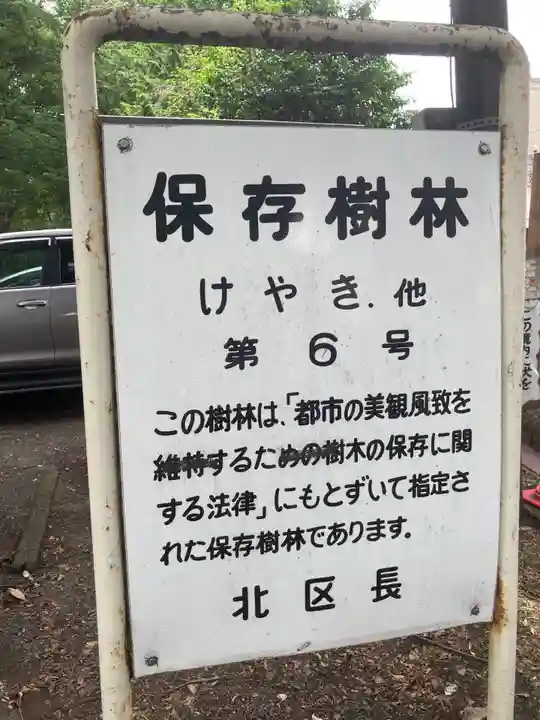 保存樹林
けやき.他
第6号
この樹林は、「都市の美観風致を
維持するための樹木の保存に関
する法律」にもとずいて指定さ
れた保存樹林であります。
北区長